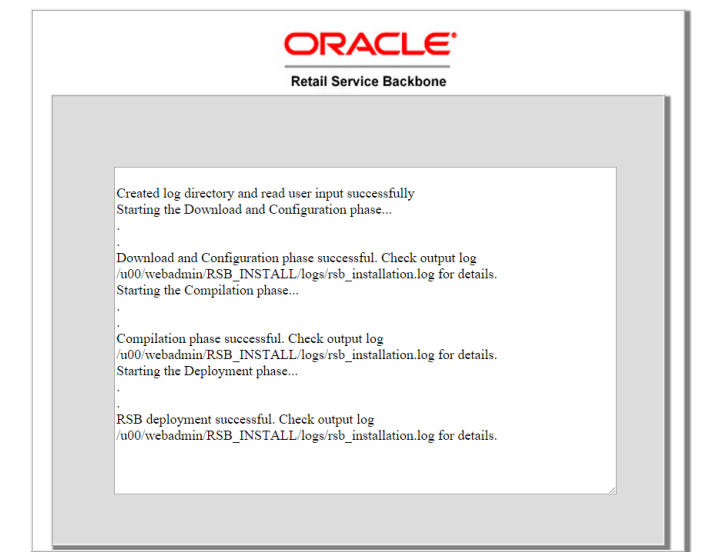 ORACLE
Retail Service Backbone
Created log directory and read user input successfully
Starting the Download and Configuration phase...
.
.
Download and Configuration phase successful. Check output log
/u00/webadmin/RSB_INSTALL/logs/rsb_installation.log for details.
Starting the Compilation phase...
.
.
Compilation phase successful. Check output log
/u00/webadmin/RSB_INSTALL/logs/rsb_installation.log for details.
Starting the Deployment phase...
.
.
RSB deployment successful. Check output log
/u00/webadmin/RSB_INSTALL/logs/rsb_installation.log for details.